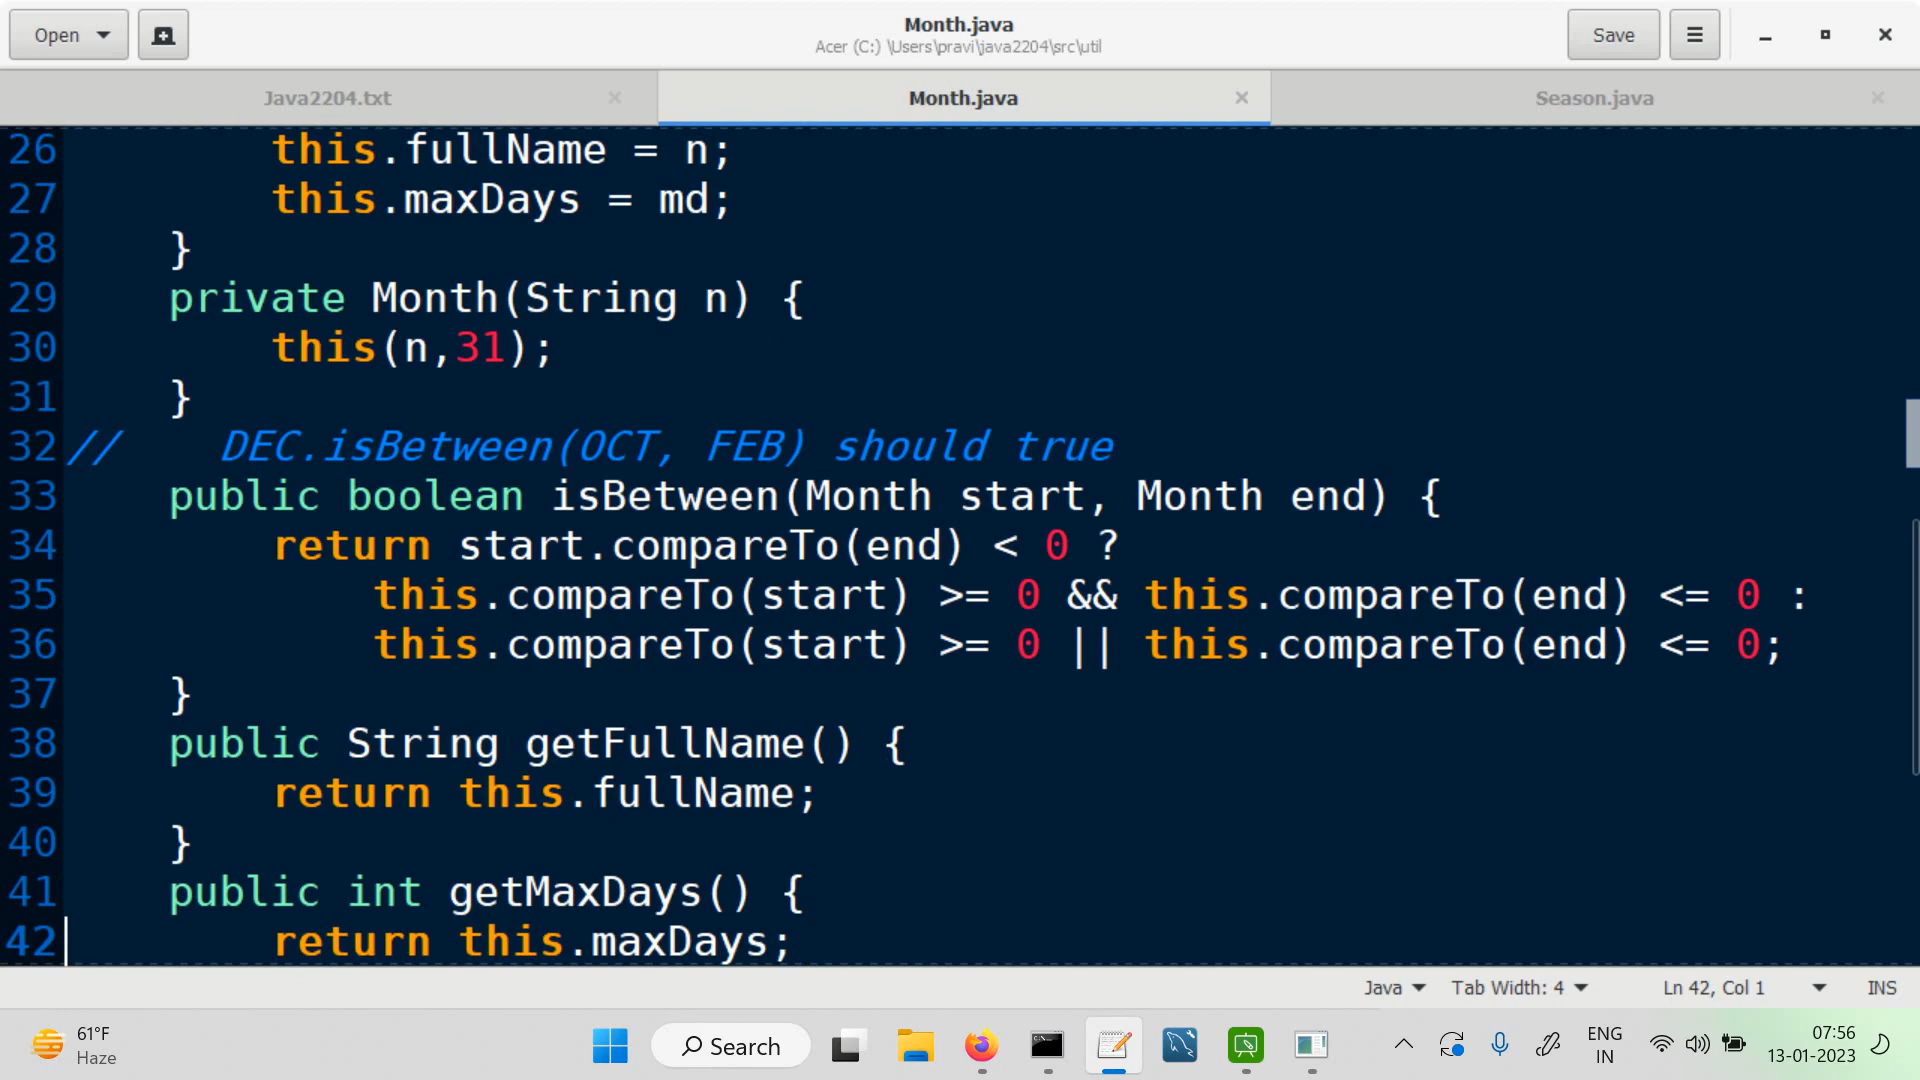 Open
Month.java
Acer (C:) \Users\pravi\java2204\src\util
Save
Java2204.txt
Month.java
Season.java
26 this.fullName = n;
27 this.maxDays = md;
28 }
29 private Month(String n) {
30 this(n,31);
31 }
32 // DEC.isBetween(OCT, FEB) should true
33 public boolean isBetween(Month start, Month end) {
34 return start.compareTo(end) < 0 ?
35 this.compareTo(start) >= 0 && this.compareTo(end) <= 0 :
36 this.compareTo(start) >= 0 || this.compareTo(end) <= 0;
37 }
38 public String getFullName() {
39 return this.fullName;
40 }
41 public int getMaxDays() {
42 return this.maxDays;
Java Tab Width: 4 Ln 42, Col 1 INS
61°F
Haze
Search
ENG
IN
07:56
13-01-2023